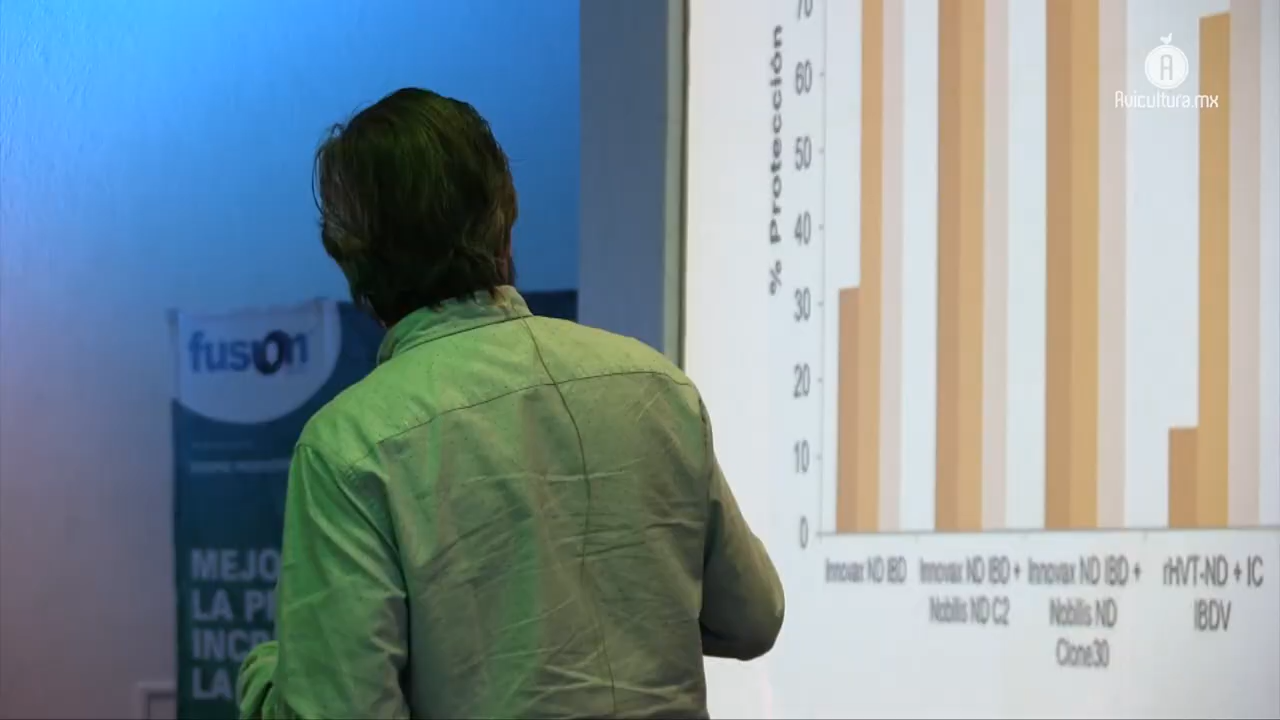 Avicultura.mx
A
fusion
MEJO
LA P
INCR
LA
% Protección
70
60
50
40
30
20
10
0
Innovax ND IBD
Innovax ND IBD +
Nobilis ND C2
Innovax ND IBD +
Nobilis ND
Clone30
rHVT-ND + IC
IBDV